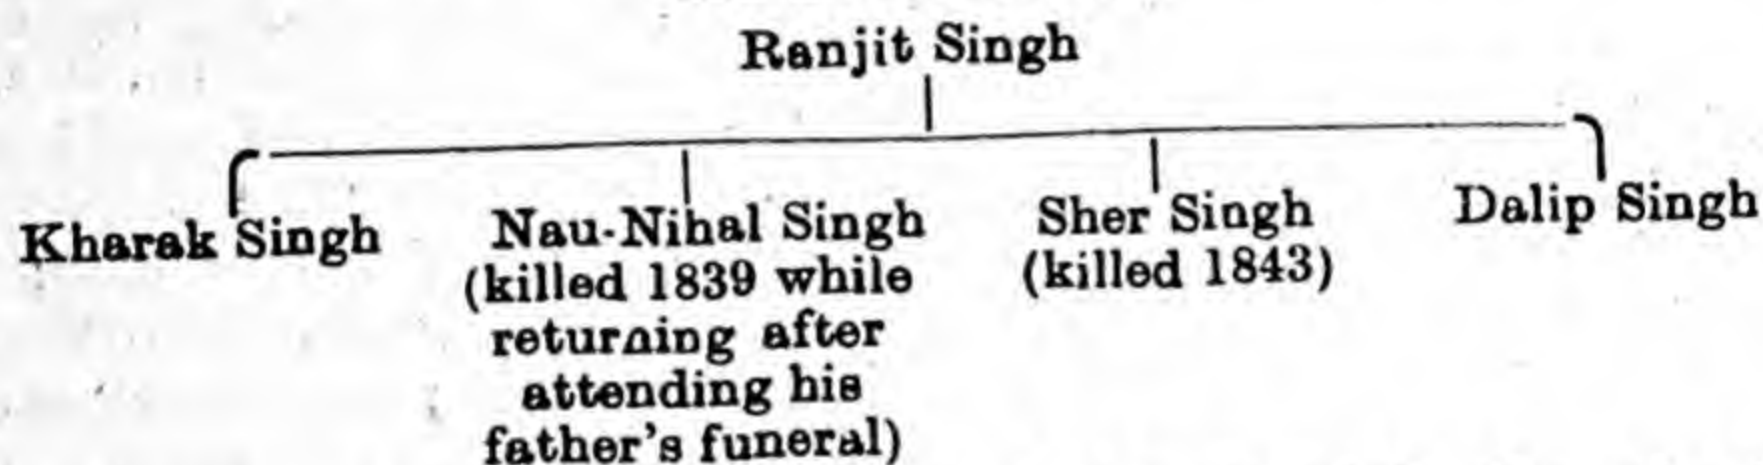 Ranjit Singh
Kharak Singh
Nau-Nihal Singh
(killed 1839 while
returning after
attending his
father's funeral)
Sher Singh
(killed 1843)
Dalip Singh